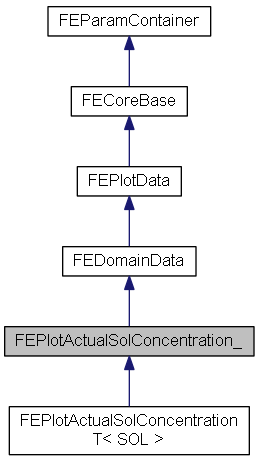 FEParamContainer
FECoreBase
FEPlotData
FEDomainData
FEPlotActualSolConcentration_
FEPlotActualSolConcentration
T< SOL >